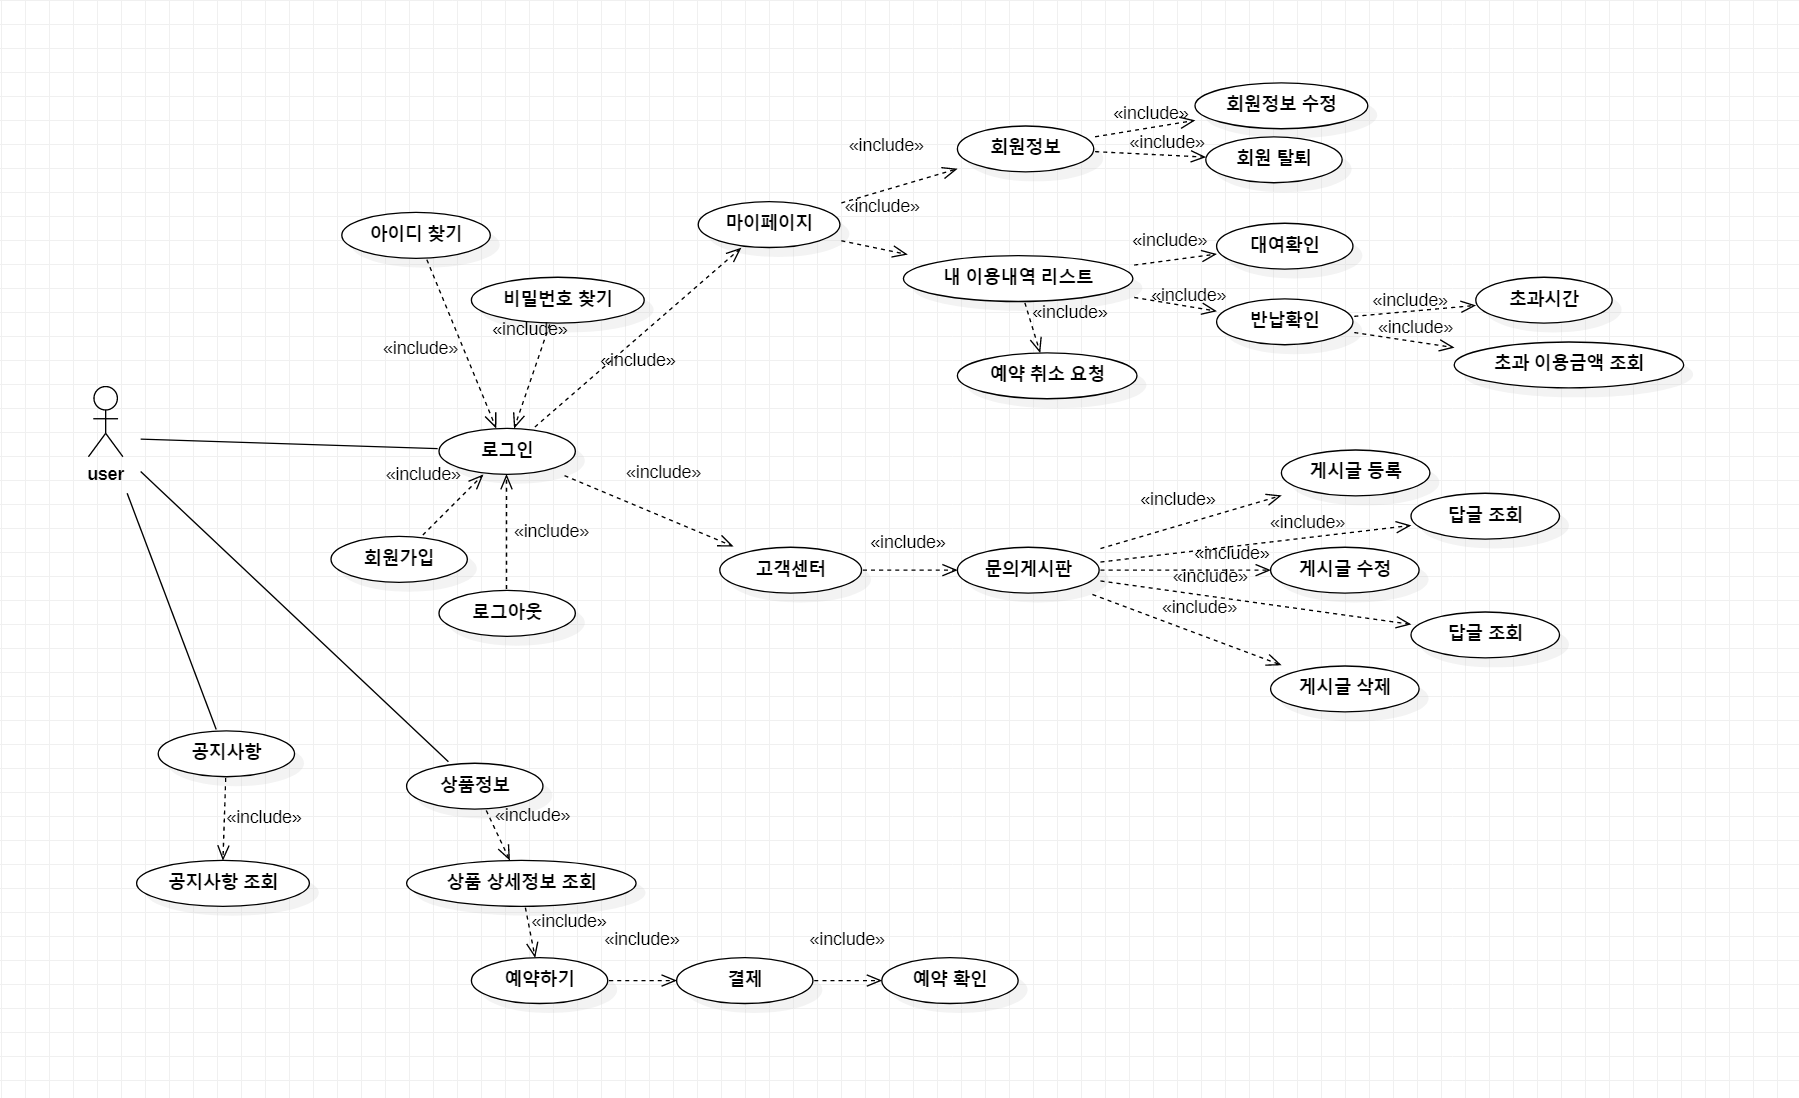 회원정보 수정
«include»
회원정보
«include»
회원 탈퇴
«include»
마이페이지
«include»
아이디 찾기
대여확인
«include»
내 이용내역 리스트
비밀번호 찾기
«include»
«include»
반납확인
«include»
초과시간
«include»
초과 이용금액 조회
«include»
예약 취소 요청
«include»
«include»
«include»
user
로그인
«include»
«include»
게시글 등록
«include»
답글 조회
«include»
«include»
회원가입
로그아웃
고객센터
«include»
문의게시판
«include»
게시글 수정
«include»
«include»
답글 조회
게시글 삭제
공지사항
상품정보
«include»
«include»
공지사항 조회
상품 상세정보 조회
«include»
«include»
«include»
예약하기
결제
예약 확인